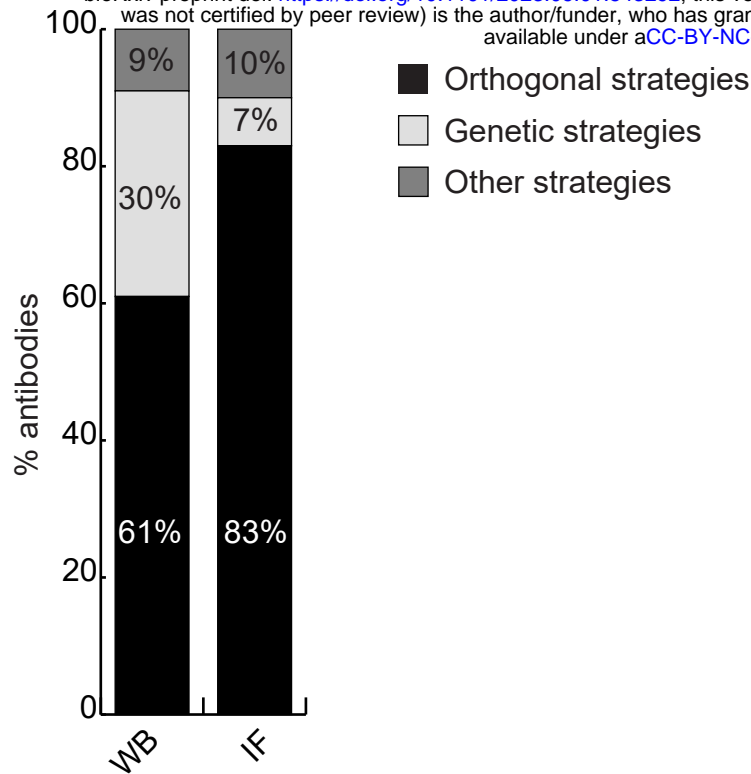 was not certified by peer review) is the author/funder, who has gran
available under aCC-BY-NC
% antibodies
100
80
60
40
20
0
9%
30%
61%
10%
7%
83%
WB
IF
Orthogonal strategies
Genetic strategies
Other strategies